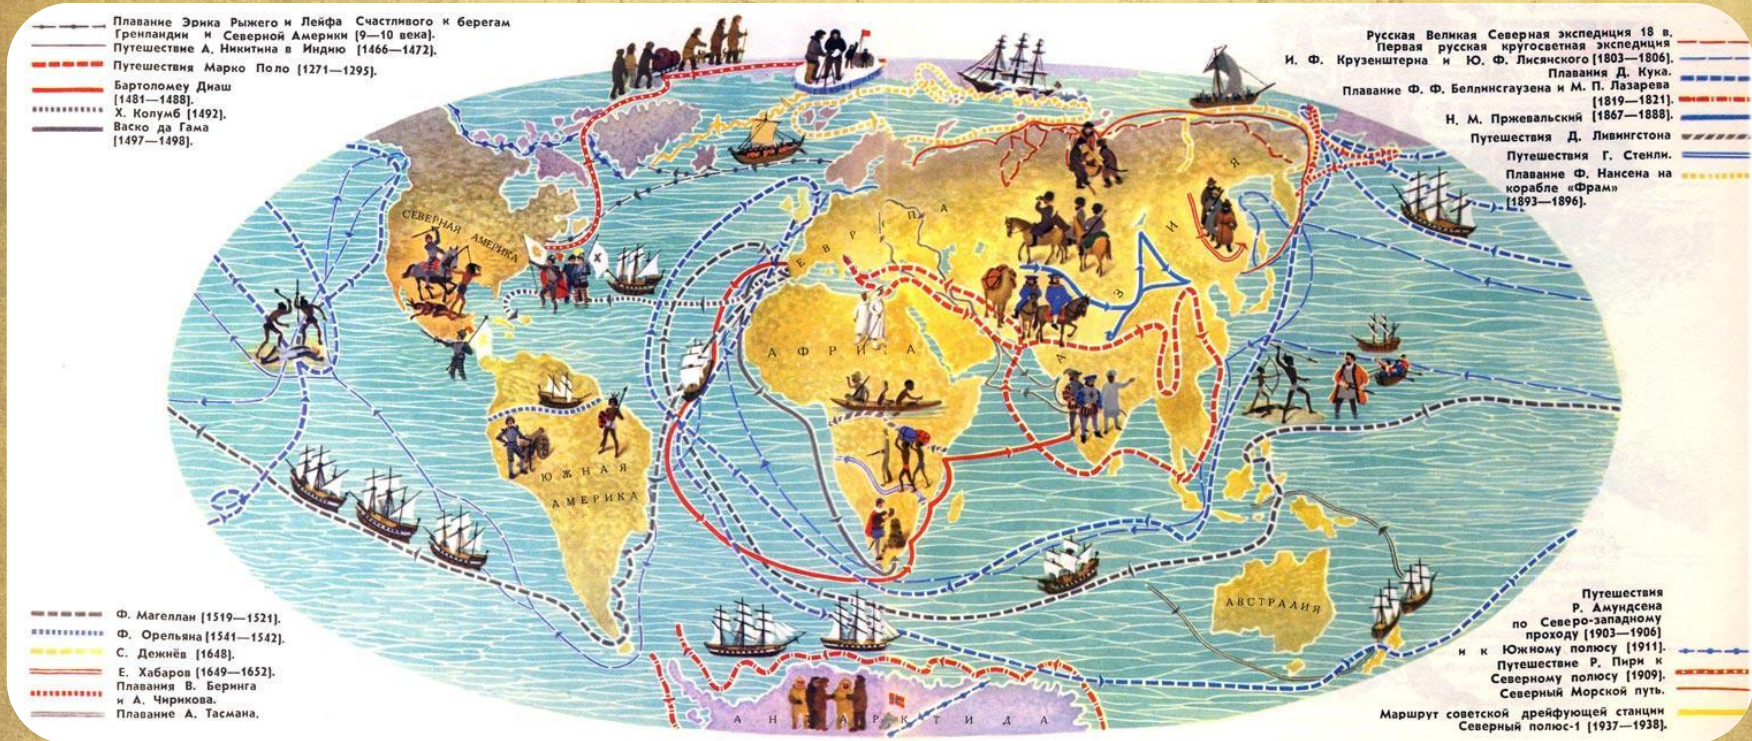 Плавание Эрика Рыжего и Лейфа Счастливого к берегам
Гренландии и Северной Америки [9—10 века].
Путешествие А. Никитина в Индию [1466—1472].
Путешествия Марко Поло [1271—1295].
Бартоломеу Диаш
[1481—1488].
Х. Колумб [1492].
Васко да Гама
[1497—1498].
Русская Великая Северная экспедиция 18 в.
Первая русская кругосветная экспедиция
И. Ф. Крузенштерна и Ю. Ф. Лисянского [1803—1806].
Плавания Д. Кука.
Плавание Ф. Ф. Беллинсгаузена и М. П. Лазарева
[1819—1821].
Н. М. Пржевальский [1867—1888].
Путешествия Д. Ливингстона
Путешествия Г. Стенли.
Плавание Ф. Нансена на
корабле «Фрам»
[1893—1896].
СЕВЕРНАЯ АМЕРИКА
ЕВРОПА
АЗИЯ
АФРИКА
ЮЖНАЯ
АМЕРИКА
АВСТРАЛИЯ
АНТАРКТИДА
Ф. Магеллан [1519—1521].
Ф. Орельяна [1541—1542].
С. Дежнёв [1648].
Е. Хабаров [1649—1652].
Плавания В. Беринга
и А. Чирикова.
Плавание А. Тасмана.
Путешествия
Р. Амундсена
по Северо-западному
проходу [1903—1906]
и к Южному полюсу [1911].
Путешествие Р. Пири к
Северному полюсу [1909].
Северный Морской путь.
Маршрут советской дрейфующей станции
Северный полюс-1 [1937—1938].